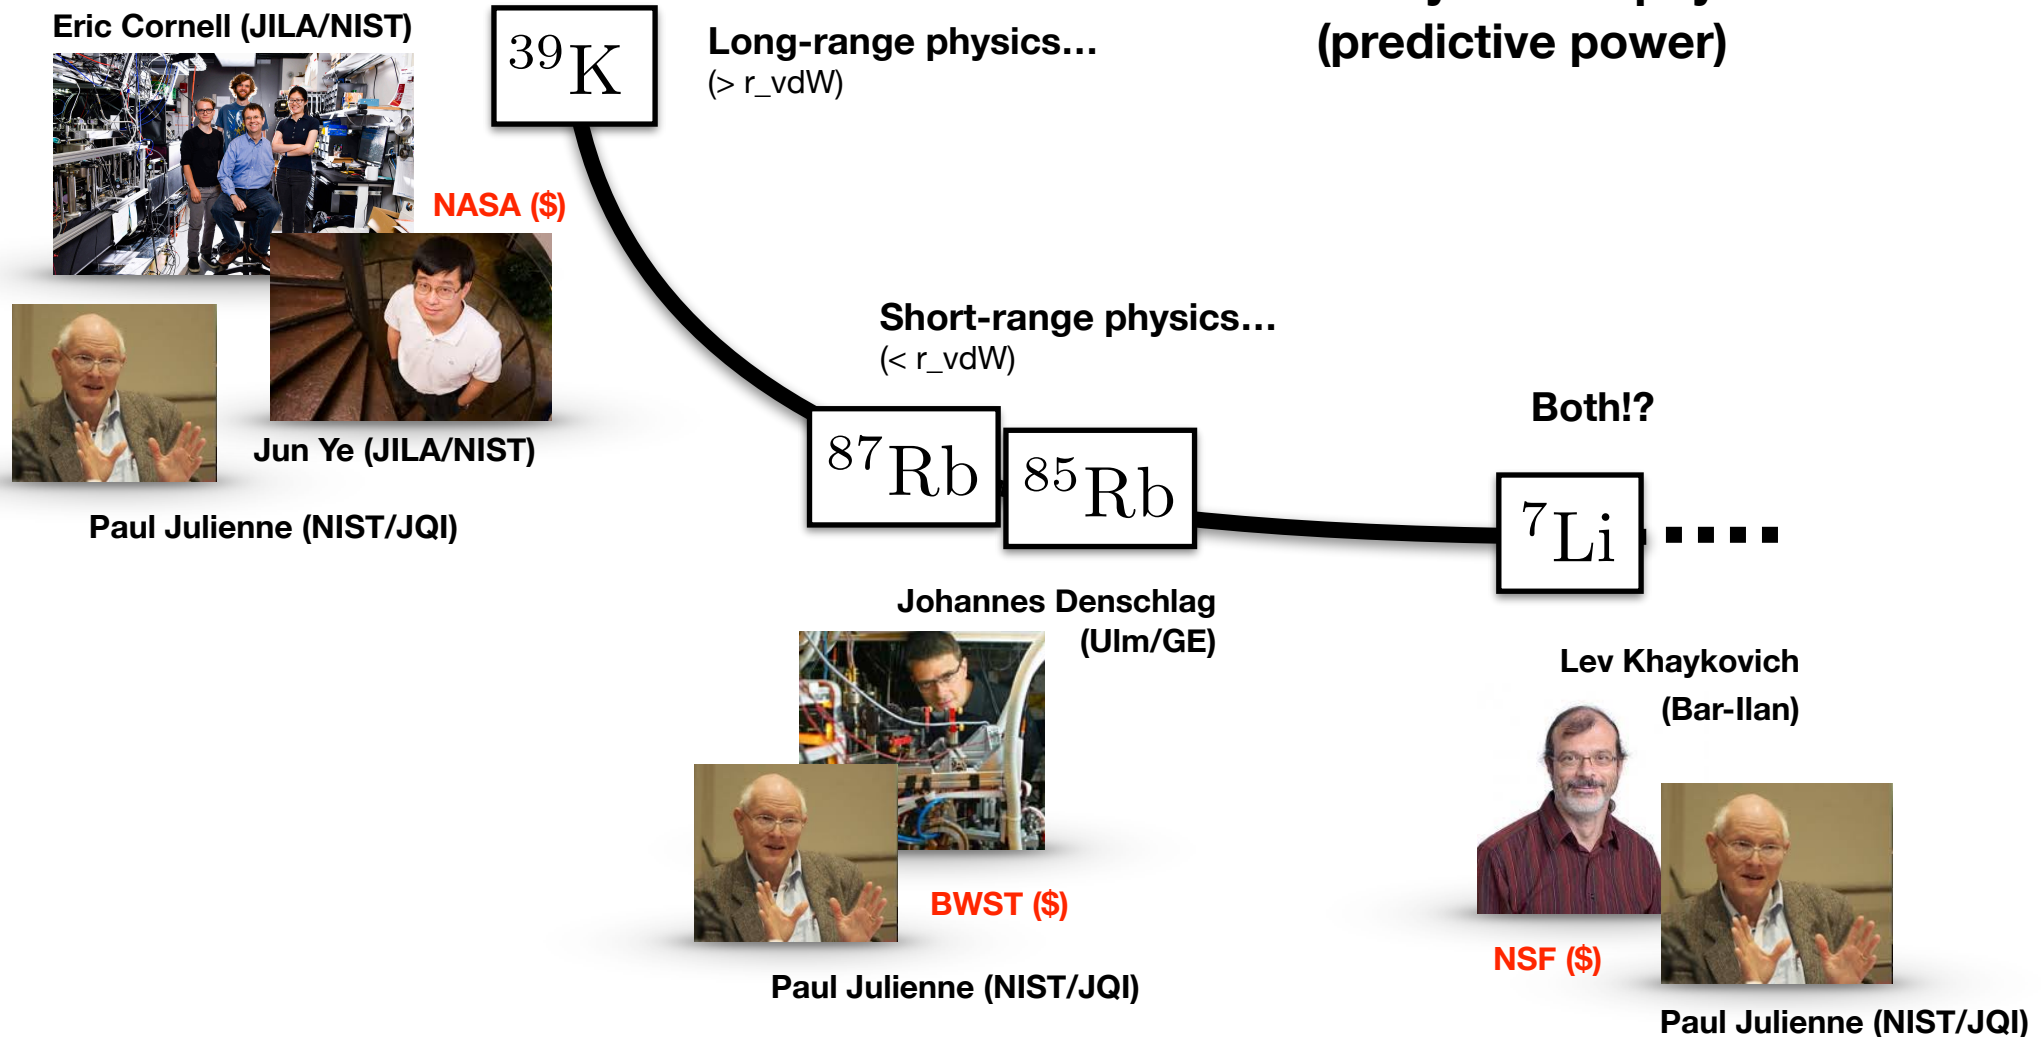 Eric Cornell (JILA/NIST)
³⁹K
Long-range physics...
(> r_vdW)
(predictive power)
NASA ($)
Short-range physics...
(< r_vdW)
Jun Ye (JILA/NIST)
Paul Julienne (NIST/JQI)
⁸⁷Rb
⁸⁵Rb
Both!?
⁷Li
Johannes Denschlag
(Ulm/GE)
BWST ($)
Paul Julienne (NIST/JQI)
Lev Khaykovich
(Bar-Ilan)
NSF ($)
Paul Julienne (NIST/JQI)